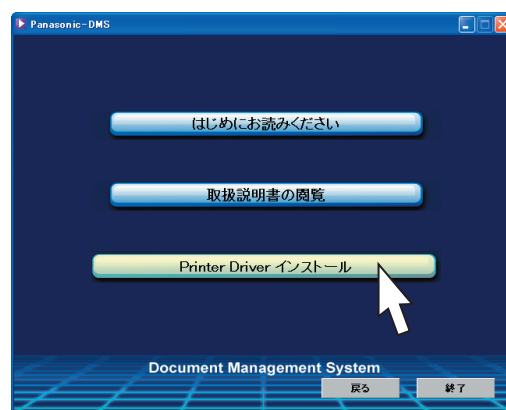 Panasonic-DMS
はじめにお読みください
取扱説明書の閲覧
Printer Driver インストール
Document Management System
戻る
終了